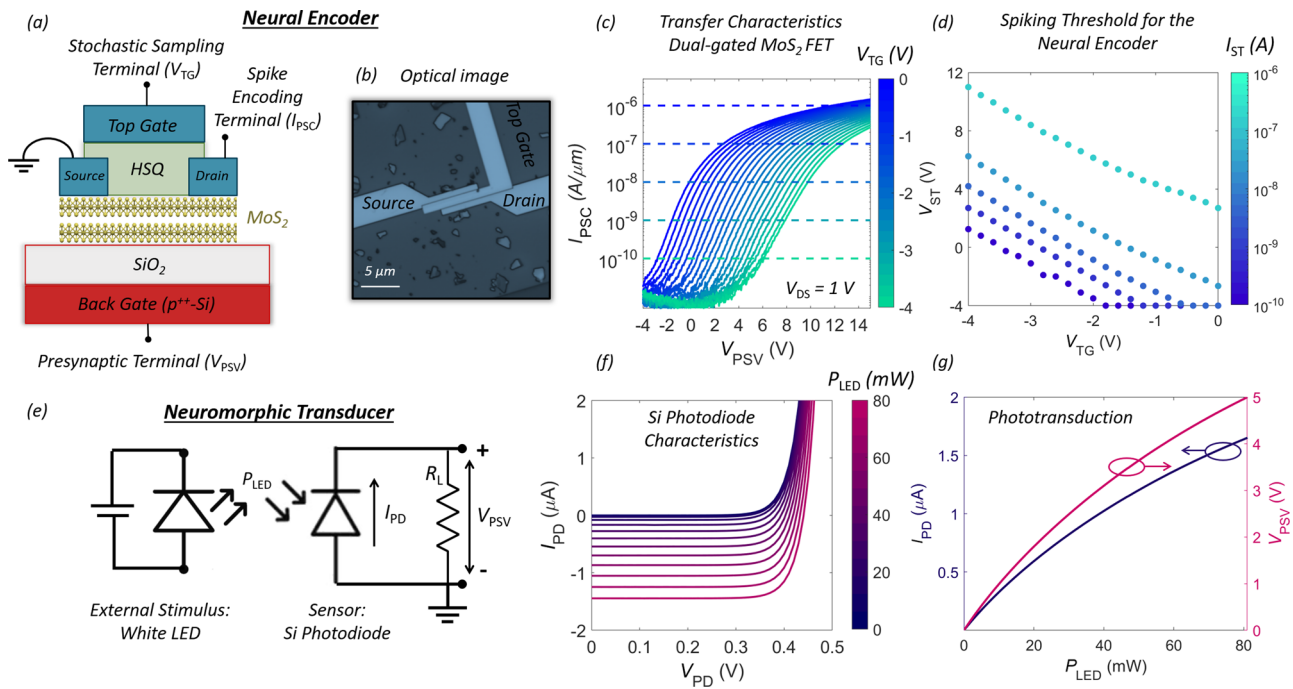 Neural Encoder
(a)
Stochastic Sampling
Terminal (VTG)
Spike
Encoding
Terminal (IPSC)
Top Gate
HSQ
Source
Drain
MoS2
SiO2
Back Gate (p++-Si)
Presynaptic Terminal (VPSV)
(b)
Optical image
Top Gate
Source
Drain
5 μm
(c)
Transfer Characteristics
Dual-gated MoS2 FET
VTG (V)
0
-1
-2
-3
-4
IPSC (A/μm)
10-6
10-7
10-8
10-9
10-10
VDS = 1 V
-4 -2 0 2 4 6 8 10 12 14
VPSV (V)
(d)
Spiking Threshold for the
Neural Encoder
IST (A)
10-6
10-7
10-8
10-9
10-10
VST (V)
12
8
4
0
-4
-4 -3 -2 -1 0
VTG (V)
(e)
Neuromorphic Transducer
PLED
IPD
RL
+
VPSV
-
External Stimulus:
White LED
Sensor:
Si Photodiode
(f)
PLED (mW)
Si Photodiode
Characteristics
80
60
40
20
0
IPD (μA)
2
1
0
-1
-2
0 0.1 0.2 0.3 0.4 0.5
VPD (V)
(g)
Phototransduction
IPD (μA)
2
1.5
1
0.5
VPSV (V)
5
4
3
2
1
0
0 20 40 60 80
PLED (mW)